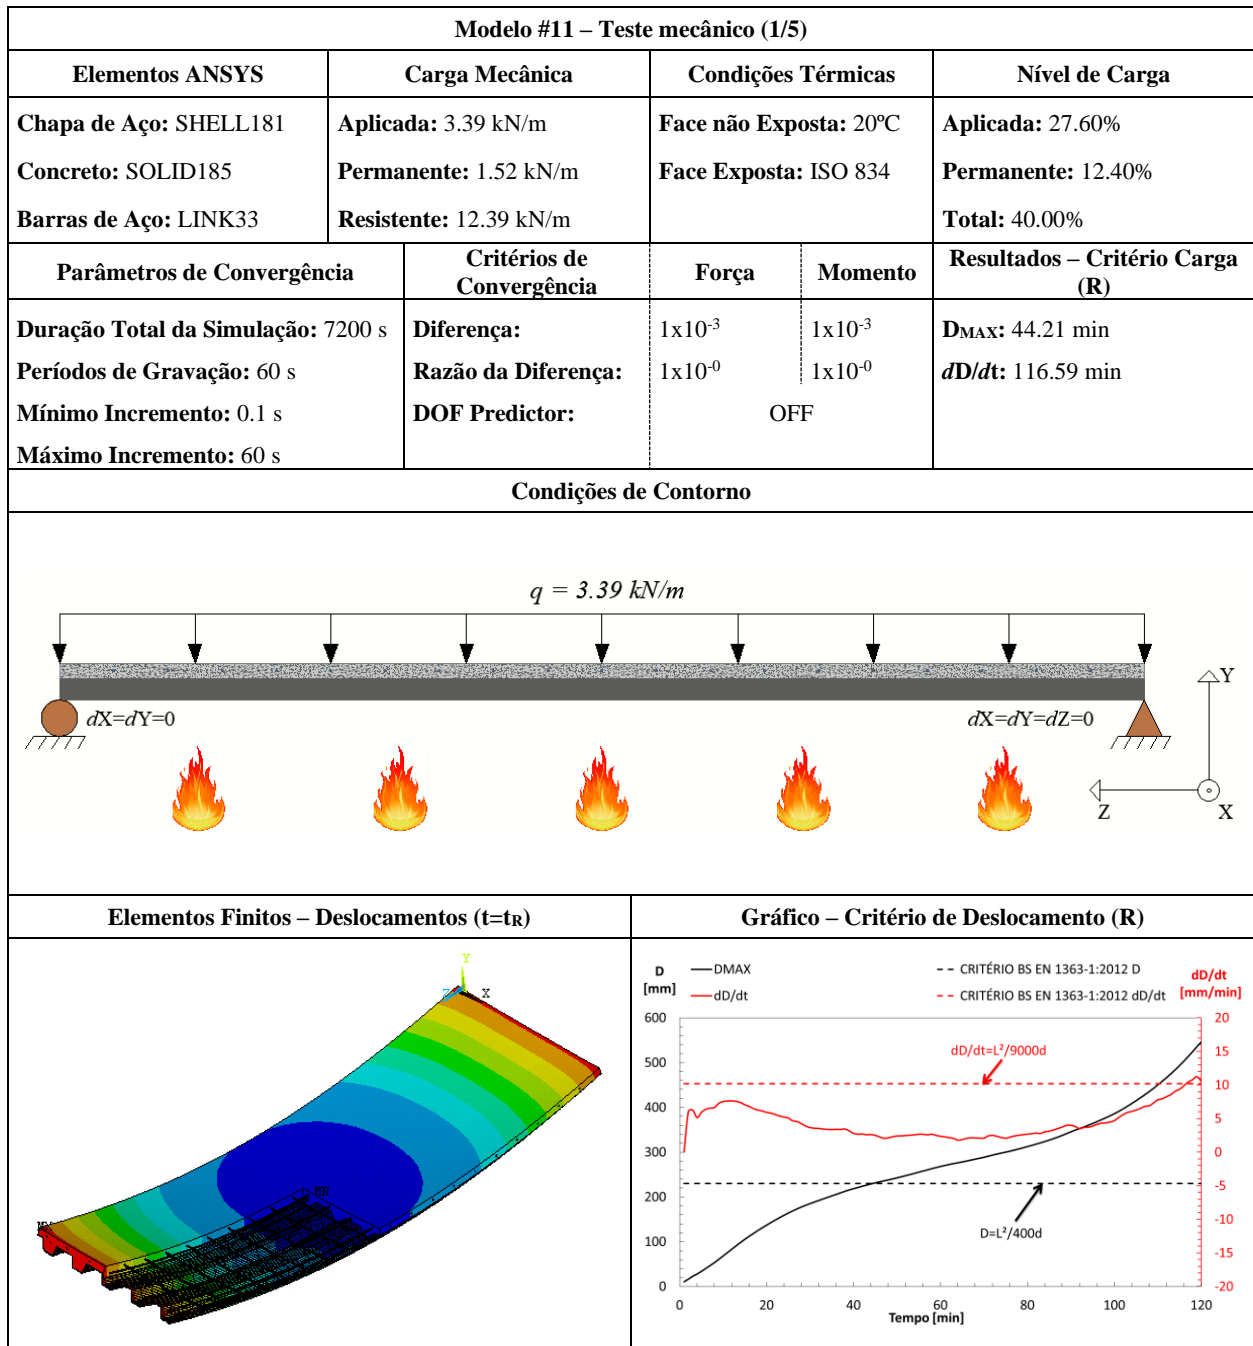 Modelo #11 – Teste mecânico (1/5)
Elementos ANSYS
Carga Mecânica
Condições Térmicas
Nível de Carga
Chapa de Aço: SHELL181
Concreto: SOLID185
Barras de Aço: LINK33
Aplicada: 3.39 kN/m
Permanente: 1.52 kN/m
Resistente: 12.39 kN/m
Face não Exposta: 20ºC
Face Exposta: ISO 834
Aplicada: 27.60%
Permanente: 12.40%
Total: 40.00%
Parâmetros de Convergência
Critérios de
Convergência
Força
Momento
Resultados – Critério Carga
(R)
Duração Total da Simulação: 7200 s
Períodos de Gravação: 60 s
Mínimo Incremento: 0.1 s
Máximo Incremento: 60 s
Diferença: 1x10⁻³ 1x10⁻³
Razão da Diferença: 1x10⁻⁰ 1x10⁻⁰
DOF Predictor: OFF
DMAX: 44.21 min
dD/dt: 116.59 min
Condições de Contorno
q = 3.39 kN/m
dX=dY=0
dX=dY=dZ=0
Y
Z
X
Elementos Finitos – Deslocamentos (t=tR)
Gráfico – Critério de Deslocamento (R)
Y
Z
X
MX
MN
D
[mm]
DMAX
CRITÉRIO BS EN 1363-1:2012 D
dD/dt
CRITÉRIO BS EN 1363-1:2012 dD/dt
dD/dt
[mm/min]
600
500
400
300
200
100
0
20
15
10
5
0
-5
-10
-15
-20
dD/dt=L²/9000d
D=L²/400d
0 20 40 60 80 100 120
Tempo [min]